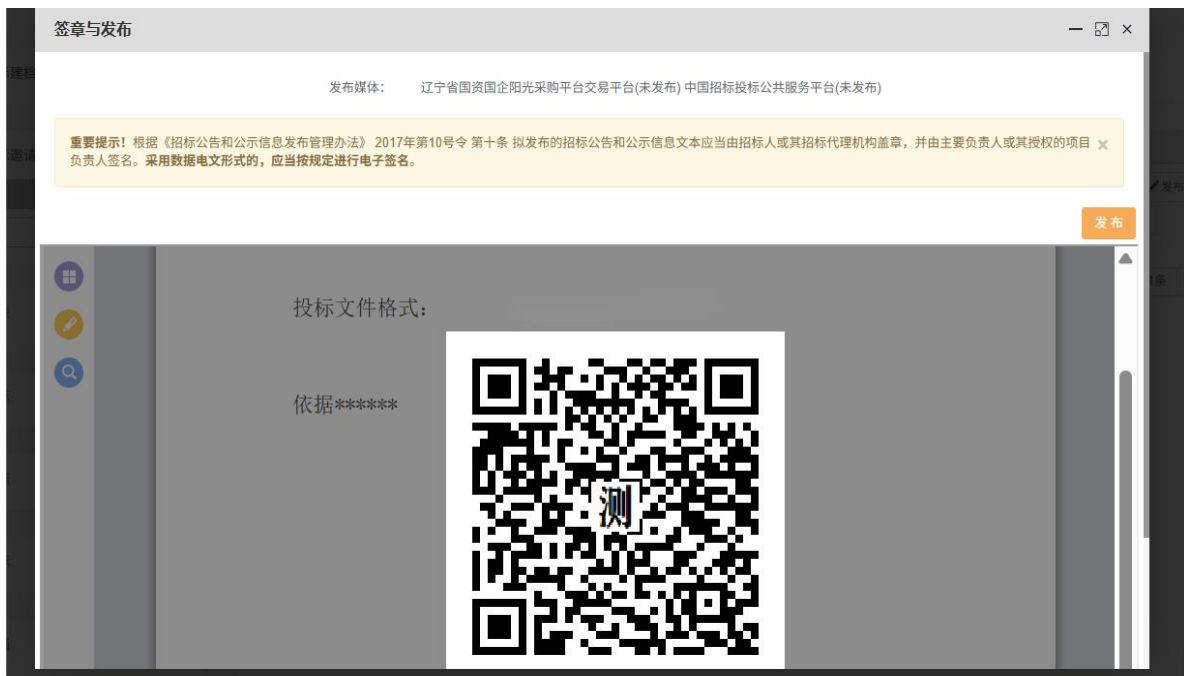 签章与发布
建档
发布媒体： 辽宁省国资国企阳光采购平台交易平台(未发布) 中国招标投标公共服务平台(未发布)
重要提示！根据《招标公告和公示信息发布管理办法》 2017年第10号令 第十条 拟发布的招标公告和公示信息文本应当由招标人或其招标代理机构盖章，并由主要负责人或其授权的项目
负责人签名。采用数据电文形式的，应当按规定进行电子签名。
邀请
发布
发布
投标文件格式：
依据******
测